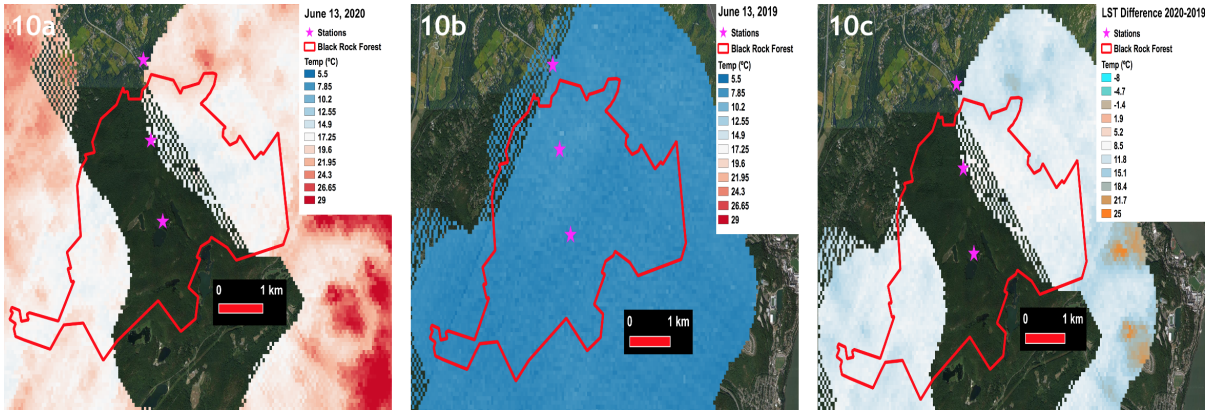 10a
June 13, 2020
Stations
Black Rock Forest
Temp (ºC)
5.5
7.85
10.2
12.55
14.9
17.25
19.6
21.95
24.3
26.65
29
0 1 km
10b
June 13, 2019
Stations
Black Rock Forest
Temp (ºC)
5.5
7.85
10.2
12.55
14.9
17.25
19.6
21.95
24.3
26.65
29
0 1 km
10c
LST Difference 2020-2019
Stations
Black Rock Forest
Temp (ºC)
-8
-4.7
-1.4
1.9
5.2
8.5
11.8
15.1
18.4
21.7
25
0 1 km